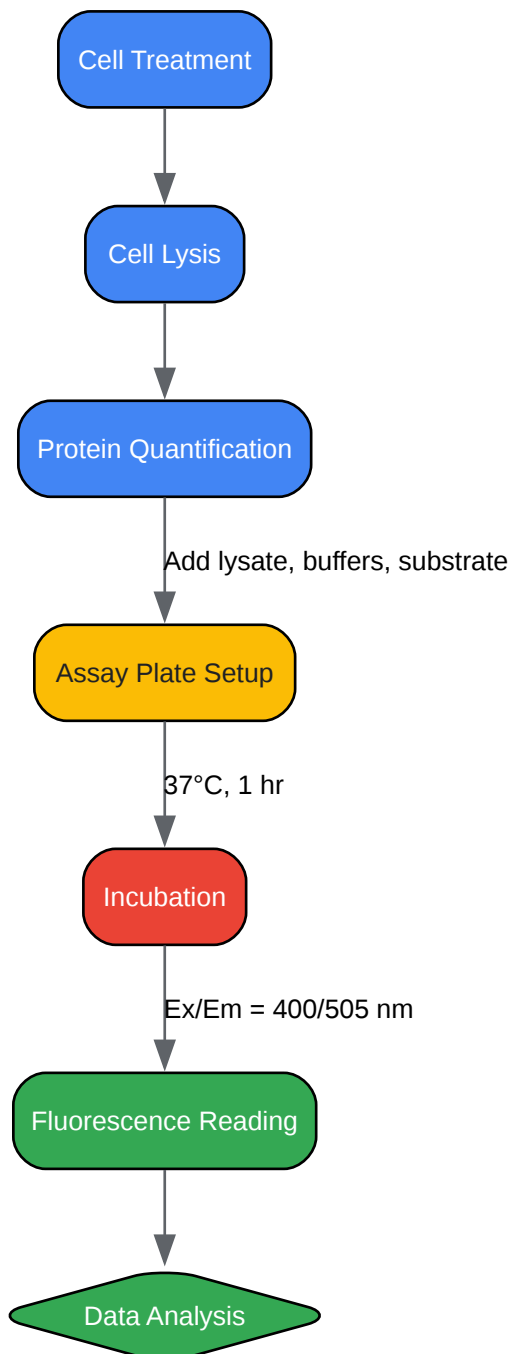 Cell Treatment
Cell Lysis
Protein Quantification
Add lysate, buffers, substrate
Assay Plate Setup
37°C, 1 hr
Incubation
Ex/Em = 400/505 nm
Fluorescence Reading
Data Analysis